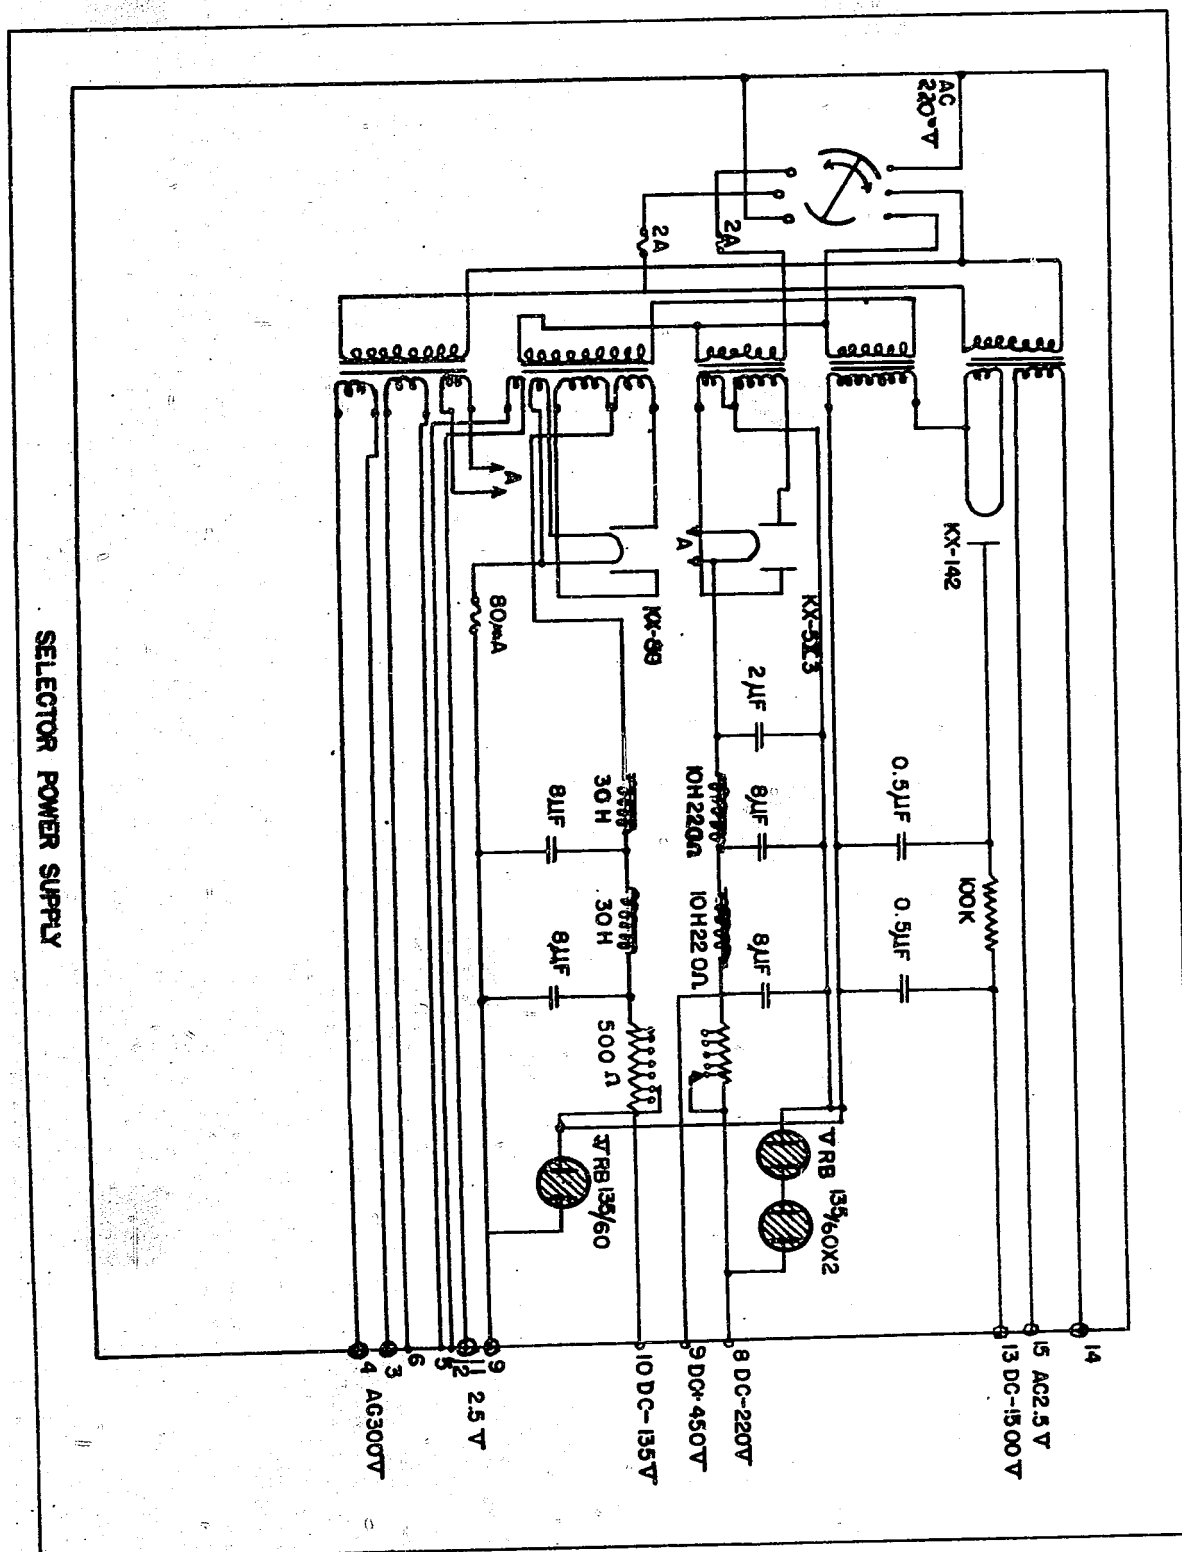 AC
220 V
2A
2A
KX-142
KX-5Z3
KX-80
80mA
2μF
8μF
10H220Ω
0.5μF
100K
0.5μF
8μF
10H220Ω
30H
8μF
30H
8μF
500Ω
VRB 135/60X2
VRB 135/60
A
A
14
15 AC2.5V
13 DC-1500V
8 DC-220V
9 DC+450V
10 DC-135V
9
11 2.5V
12
5
6
3
4 AC300V
SELECTOR POWER SUPPLY